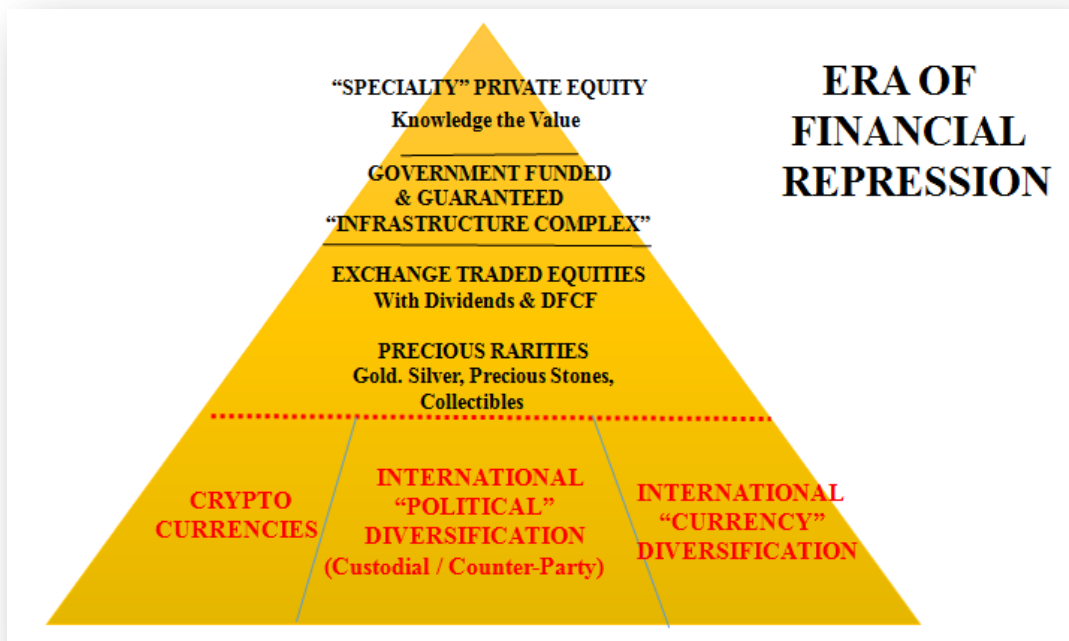 ERA OF
FINANCIAL
REPRESSION
“SPECIALTY” PRIVATE EQUITY
Knowledge the Value
GOVERNMENT FUNDED
& GUARANTEED
“INFRASTRUCTURE COMPLEX”
EXCHANGE TRADED EQUITIES
With Dividends & DFCF
PRECIOUS RARITIES
Gold. Silver, Precious Stones,
Collectibles
CRYPTO
CURRENCIES
INTERNATIONAL
“POLITICAL”
DIVERSIFICATION
(Custodial / Counter-Party)
INTERNATIONAL
“CURRENCY”
DIVERSIFICATION